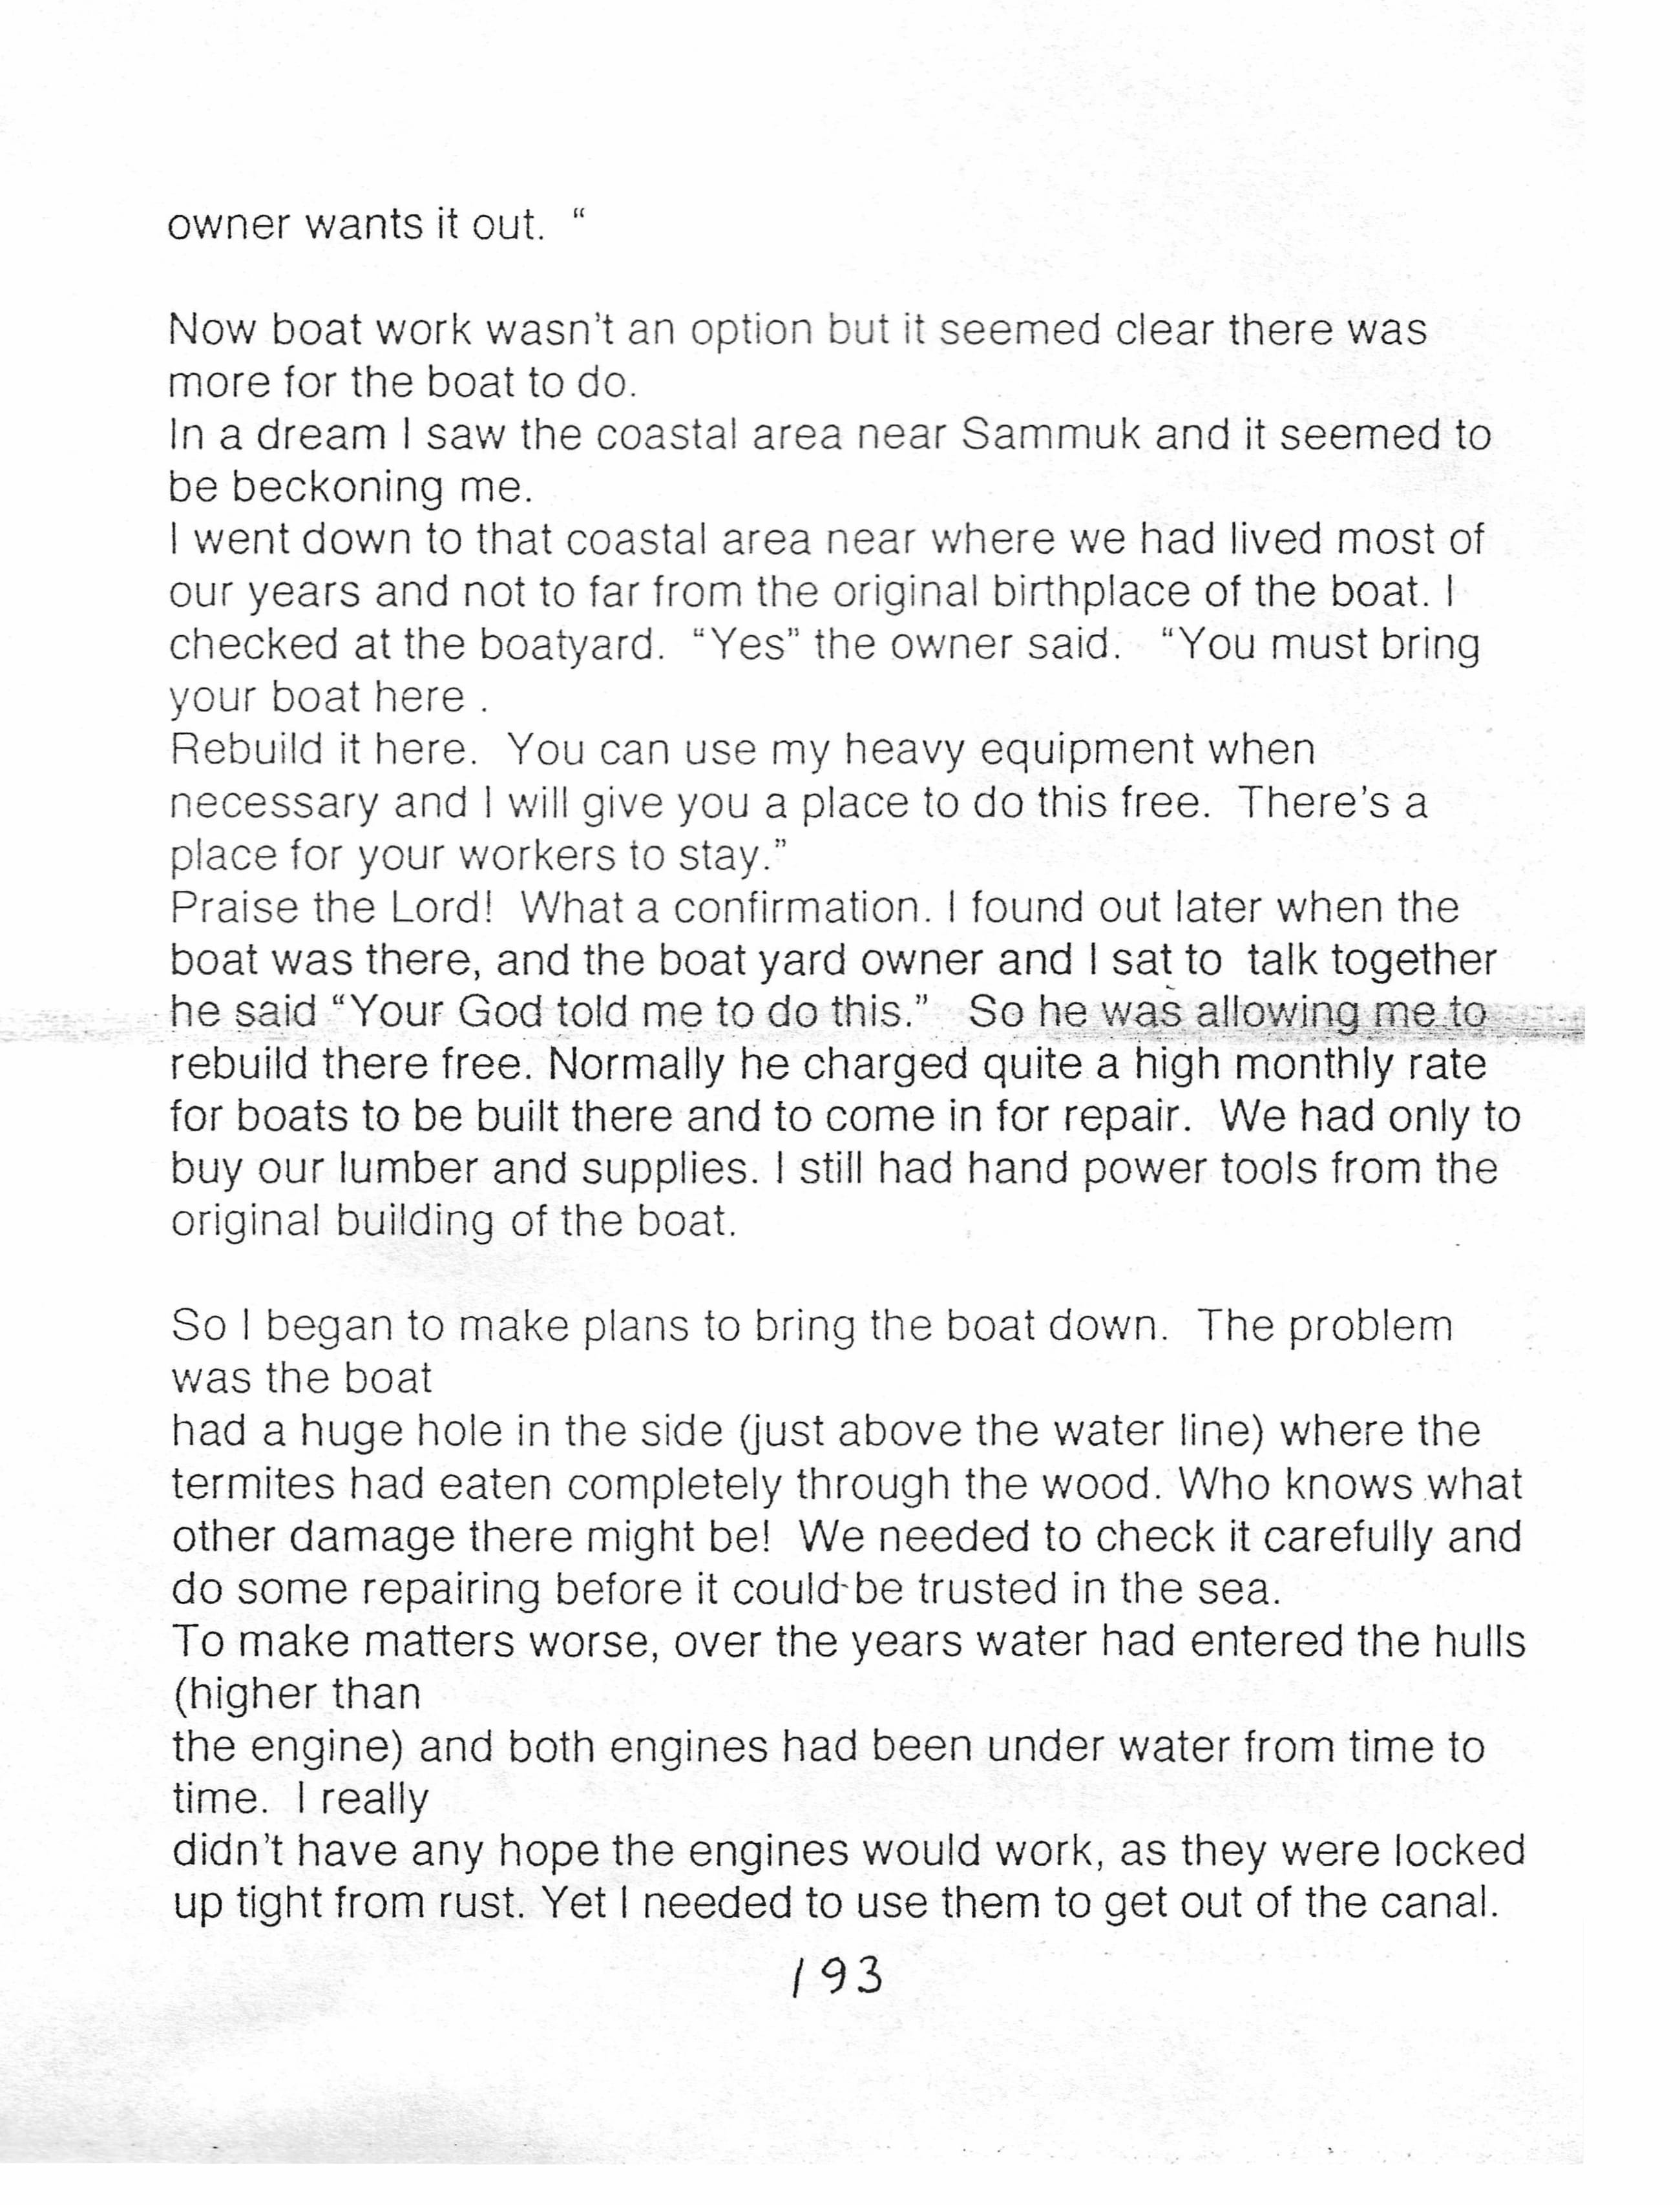 owner wants it out.  “
Now boat work wasn't an option but it seemed clear there was
more for the boat to do.
In a dream I saw the coastal area near Sammuk and it seemed to
be beckoning me.
I went down to that coastal area near where we had lived most of
our years and not to far from the original birthplace of the boat. I
checked at the boatyard.  “Yes” the owner said.   “You must bring
your boat here .
Rebuild it here.  You can use my heavy equipment when
necessary and I will give you a place to do this free.  There's a
place for your workers to stay.”
Praise the Lord!  What a confirmation. I found out later when the
boat was there, and the boat yard owner and I sat to  talk together
he said “Your God told me to do this.”   So he was allowing me to
rebuild there free. Normally he charged quite a high monthly rate
for boats to be built there and to come in for repair.  We had only to
buy our lumber and supplies. I still had hand power tools from the
original building of the boat.
So I began to make plans to bring the boat down.  The problem
was the boat
had a huge hole in the side (just above the water line) where the
termites had eaten completely through the wood. Who knows what
other damage there might be!  We needed to check it carefully and
do some repairing before it could be trusted in the sea.
To make matters worse, over the years water had entered the hulls
(higher than
the engine) and both engines had been under water from time to
time.  I really
didn't have any hope the engines would work, as they were locked
up tight from rust. Yet I needed to use them to get out of the canal.
193